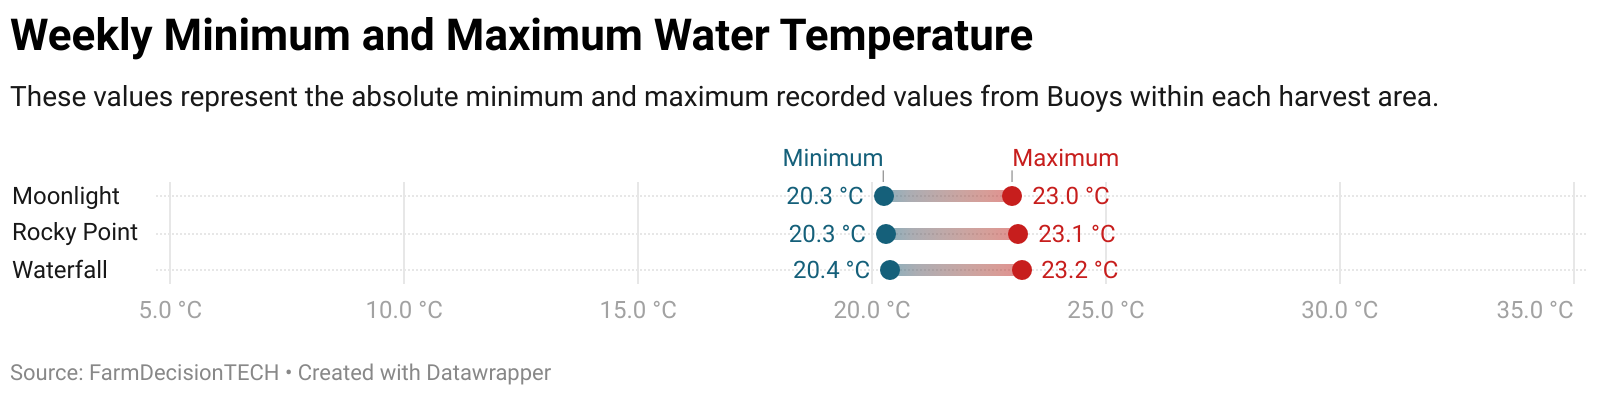 Weekly Minimum and Maximum Water Temperature
These values represent the absolute minimum and maximum recorded values from Buoys within each harvest area.
Minimum Maximum
Moonlight 20.3 °C 23.0 °C
Rocky Point 20.3 °C 23.1 °C
Waterfall 20.4 °C 23.2 °C
5.0 °C 10.0 °C 15.0 °C 20.0 °C 25.0 °C 30.0 °C 35.0 °C
Source: FarmDecisionTECH • Created with Datawrapper